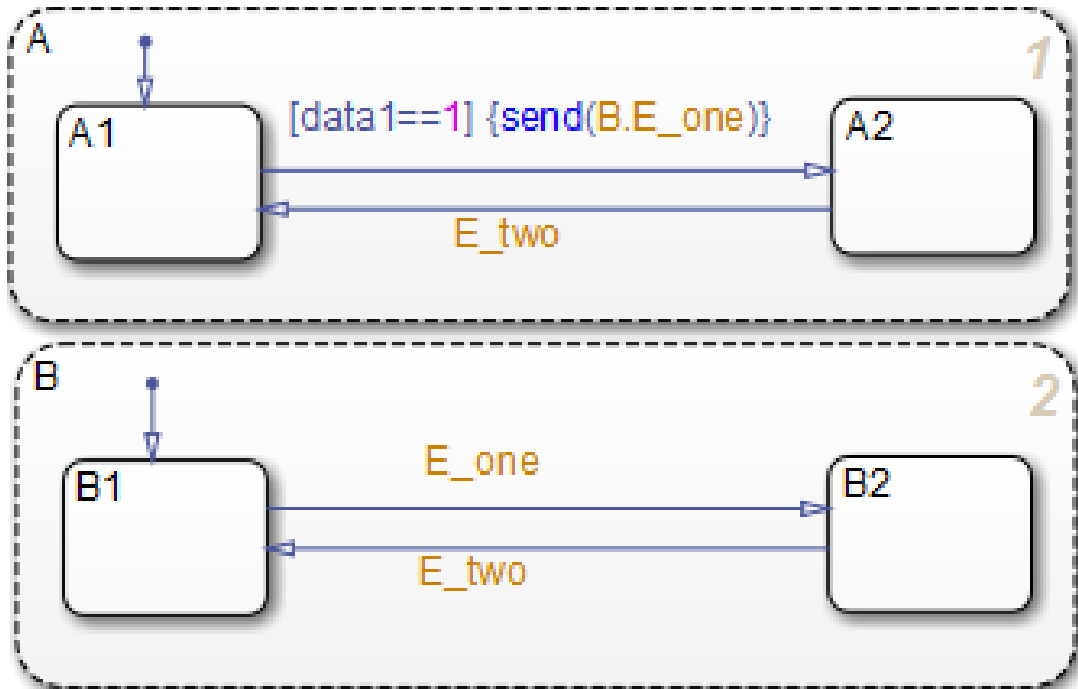 A
1
[data1==1] {send(B.E_one)}
A1
A2
E_two
B
2
E_one
B1
B2
E_two